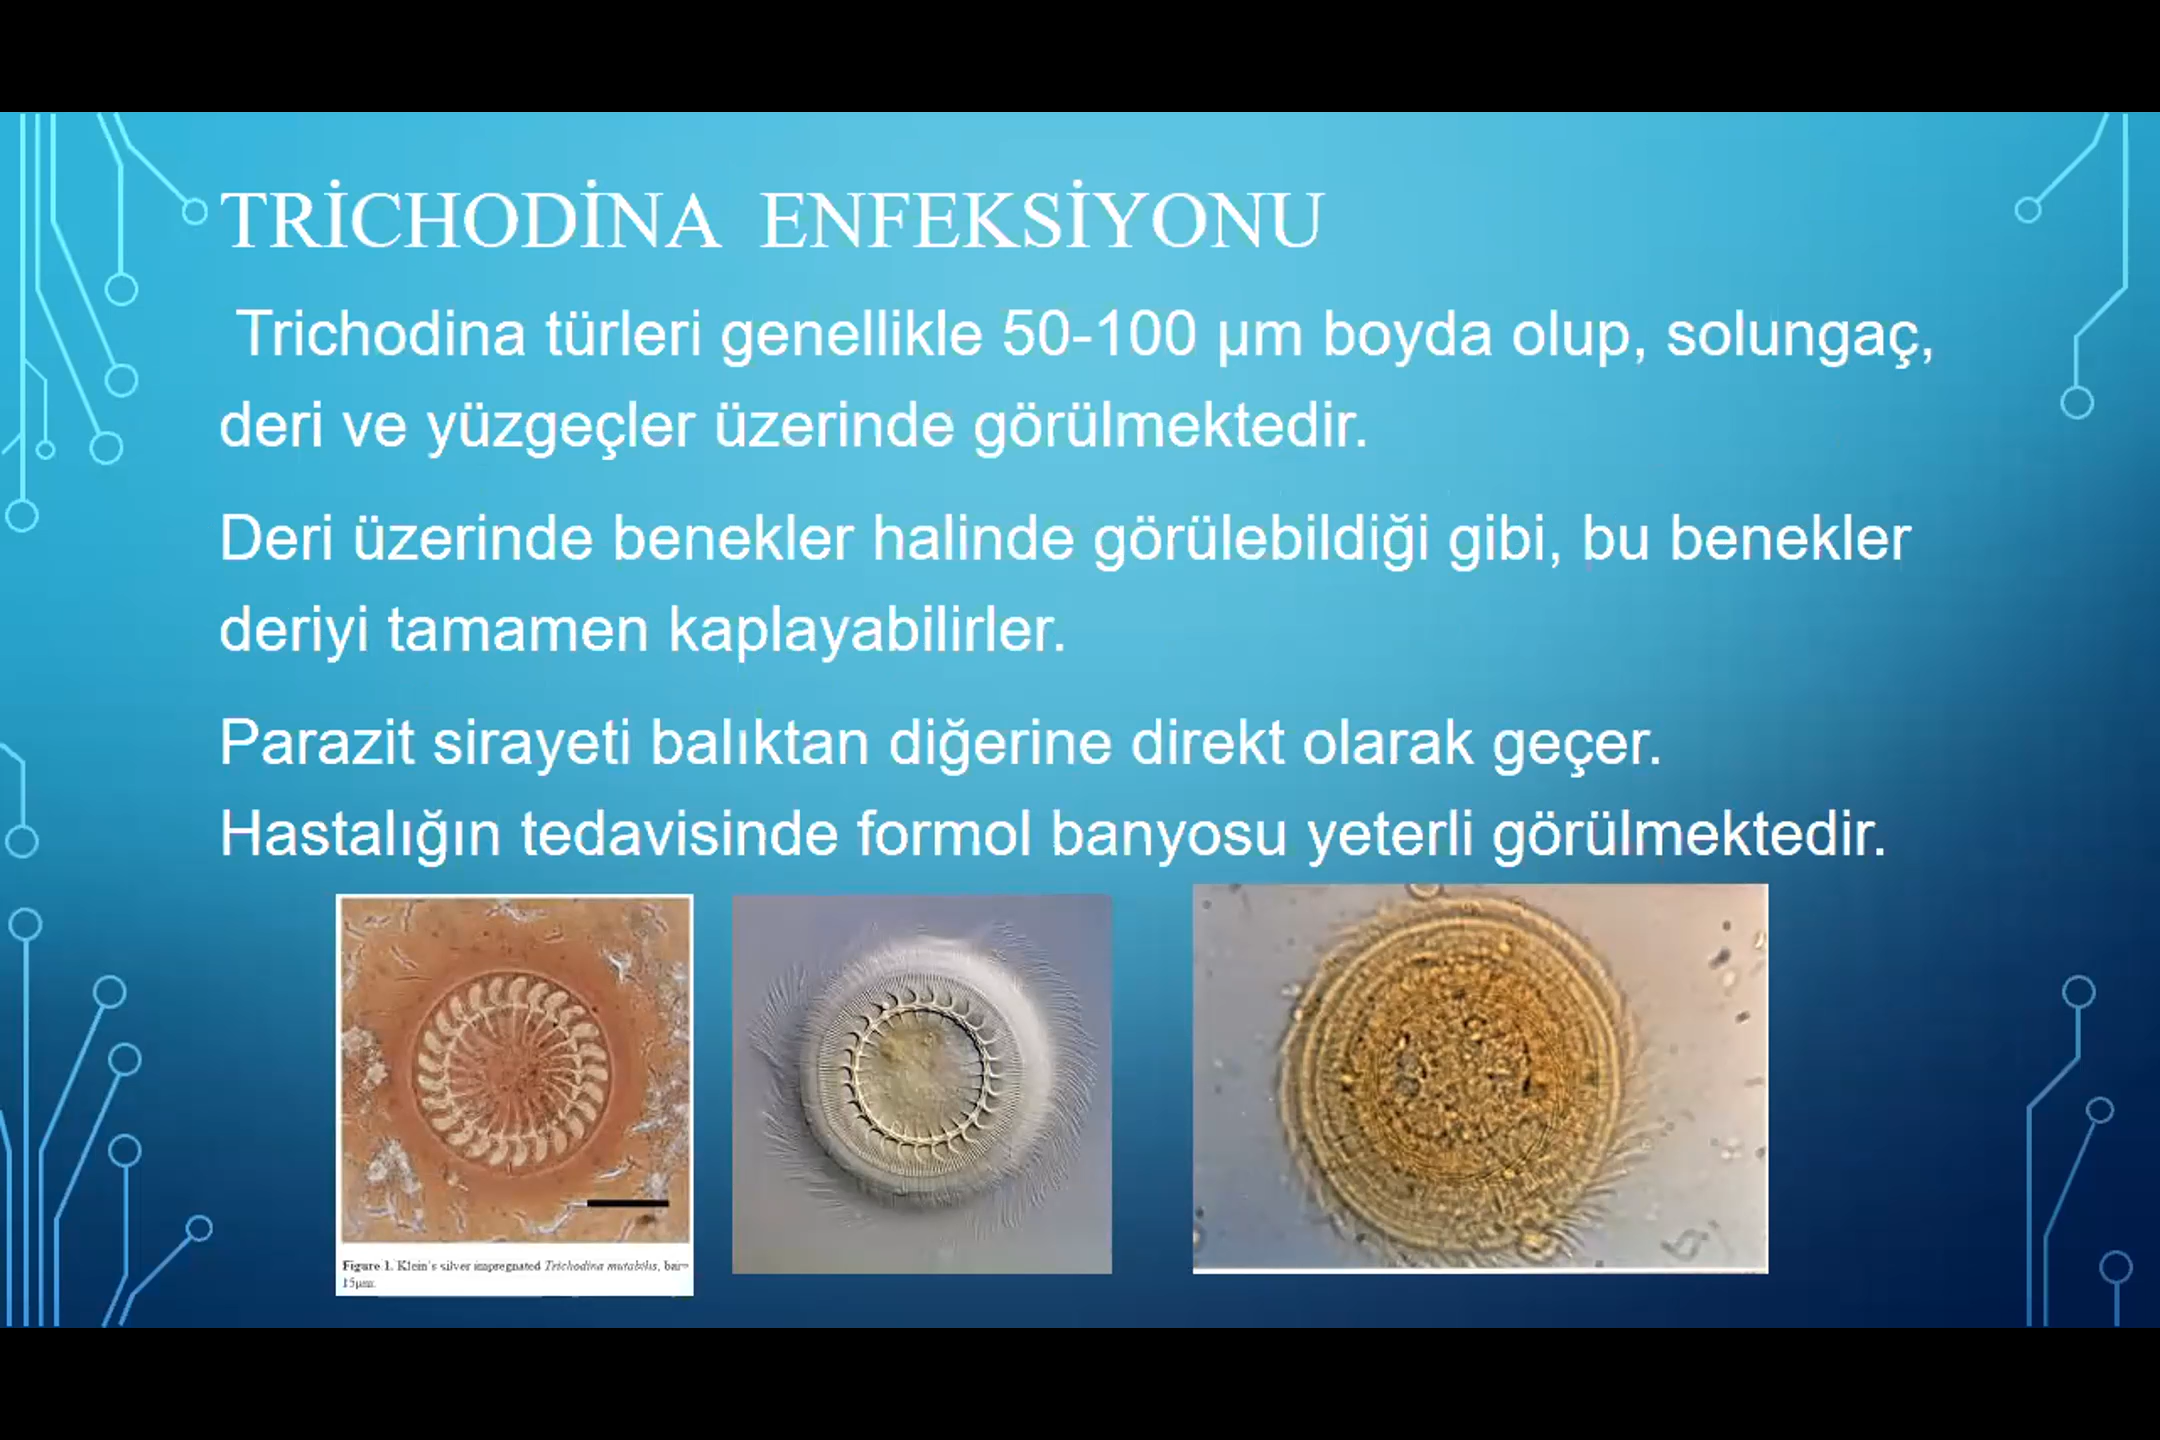 TRİCHODİNA ENFEKSİYONU
Trichodina türleri genellikle 50-100 µm boyda olup, solungaç,
deri ve yüzgeçler üzerinde görülmektedir.
Deri üzerinde benekler halinde görülebildiği gibi, bu benekler
deriyi tamamen kaplayabilirler.
Parazit sirayeti balıktan diğerine direkt olarak geçer.
Hastalığın tedavisinde formol banyosu yeterli görülmektedir.
Figure 1. Klein's silver impregnated Trichodina mutabilis, bar=
15µm.